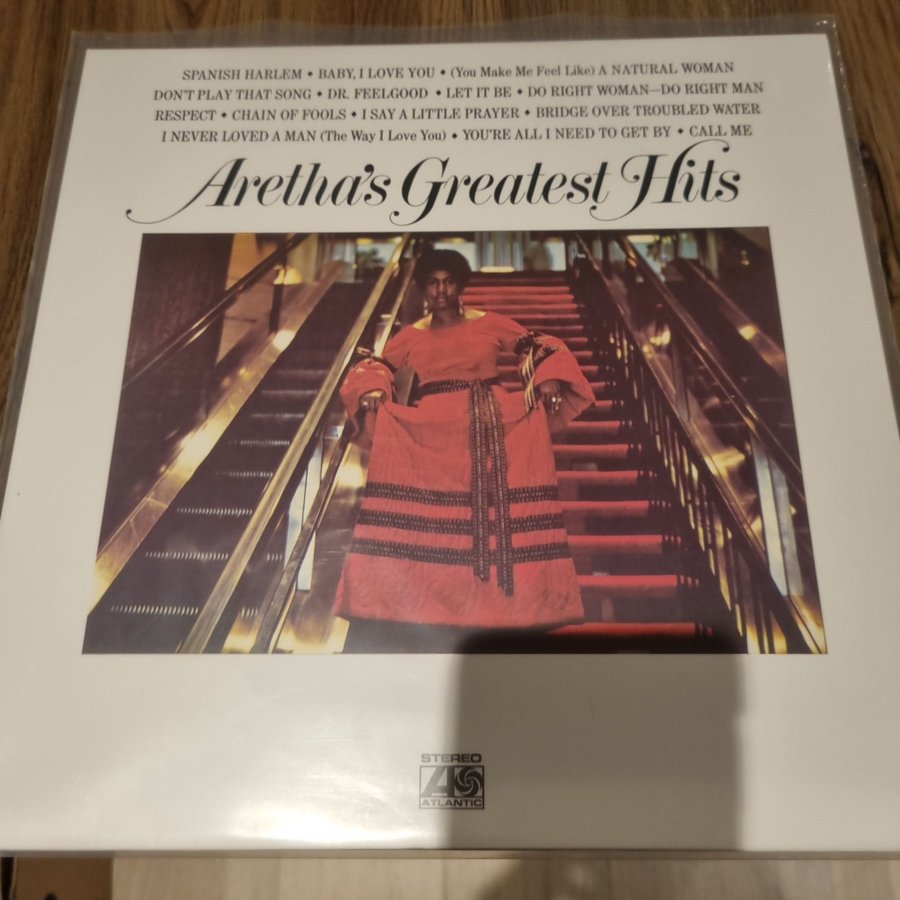 SPANISH HARLEM ◆ BABY, I LOVE YOU ◆ (You Make Me Feel Like) A NATURAL WOMAN
DON'T PLAY THAT SONG ◆ DR. FEELGOOD ◆ LET IT BE ◆ DO RIGHT WOMAN—DO RIGHT MAN
RESPECT ◆ CHAIN OF FOOLS ◆ I SAY A LITTLE PRAYER ◆ BRIDGE OVER TROUBLED WATER
I NEVER LOVED A MAN (The Way I Love You) ◆ YOU'RE ALL I NEED TO GET BY ◆ CALL ME
Aretha's Greatest Hits
STEREO
ATLANTIC